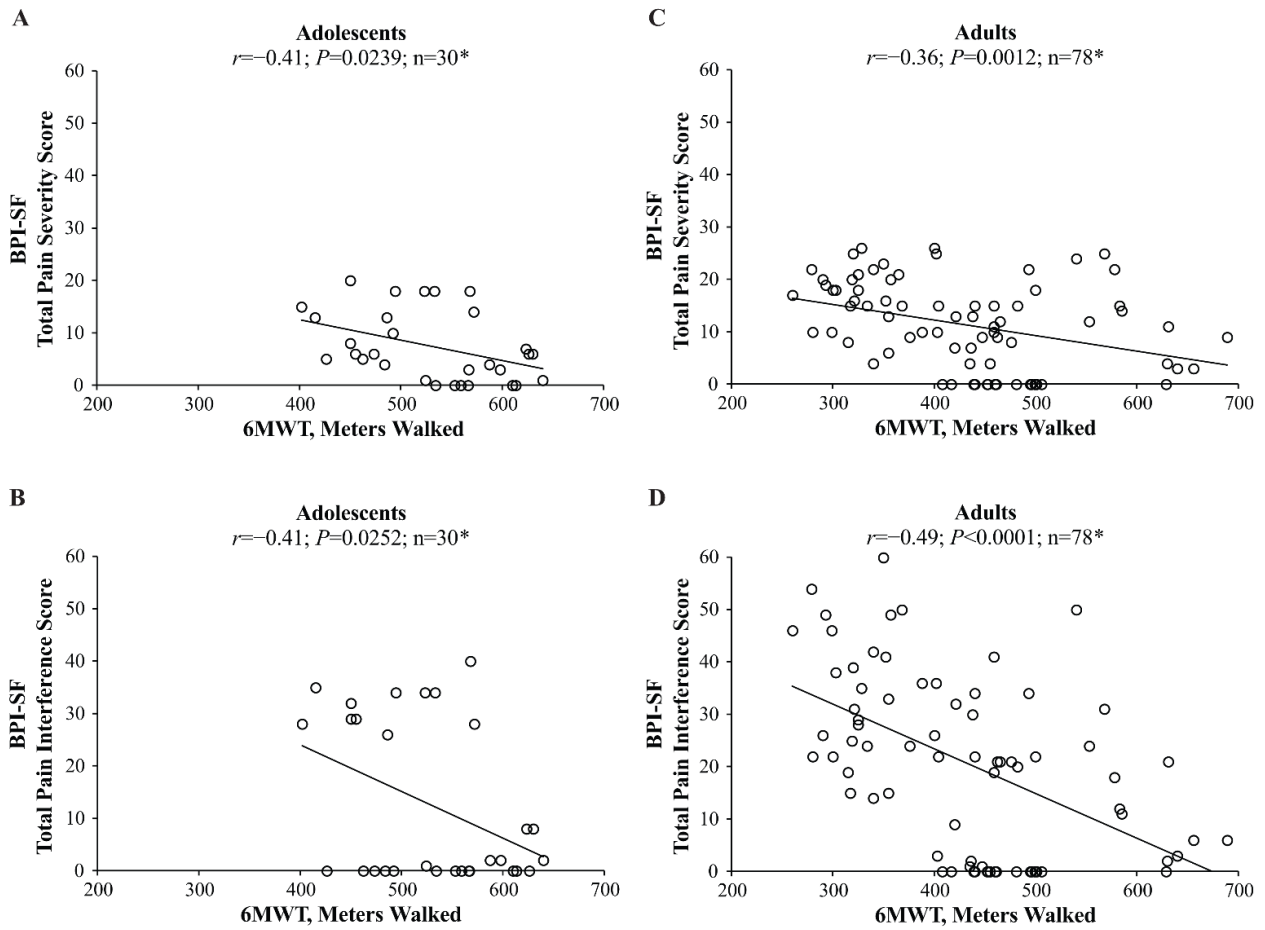 A
Adolescents
r=−0.41; P=0.0239; n=30*
BPI-SF
Total Pain Severity Score
60
50
40
30
20
10
0
200 300 400 500 600 700
6MWT, Meters Walked
C
Adults
r=−0.36; P=0.0012; n=78*
BPI-SF
Total Pain Severity Score
60
50
40
30
20
10
0
200 300 400 500 600 700
6MWT, Meters Walked
B
Adolescents
r=−0.41; P=0.0252; n=30*
BPI-SF
Total Pain Interference Score
60
50
40
30
20
10
0
200 300 400 500 600 700
6MWT, Meters Walked
D
Adults
r=−0.49; P<0.0001; n=78*
BPI-SF
Total Pain Interference Score
60
50
40
30
20
10
0
200 300 400 500 600 700
6MWT, Meters Walked